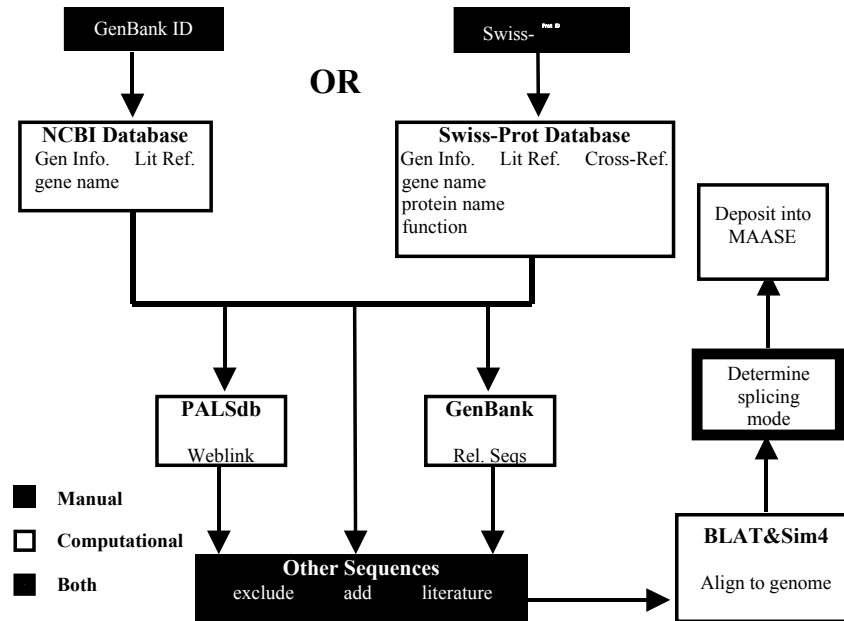 GenBank ID
Swiss- Prot ID
OR
NCBI Database
Gen Info. Lit Ref.
gene name
Swiss-Prot Database
Gen Info. Lit Ref. Cross-Ref.
gene name
protein name
function
Deposit into
MAASE
Determine
splicing
mode
PALSdb
Weblink
GenBank
Rel. Seqs
BLAT&Sim4
Align to genome
Manual
Computational
Both
Other Sequences
exclude add literature